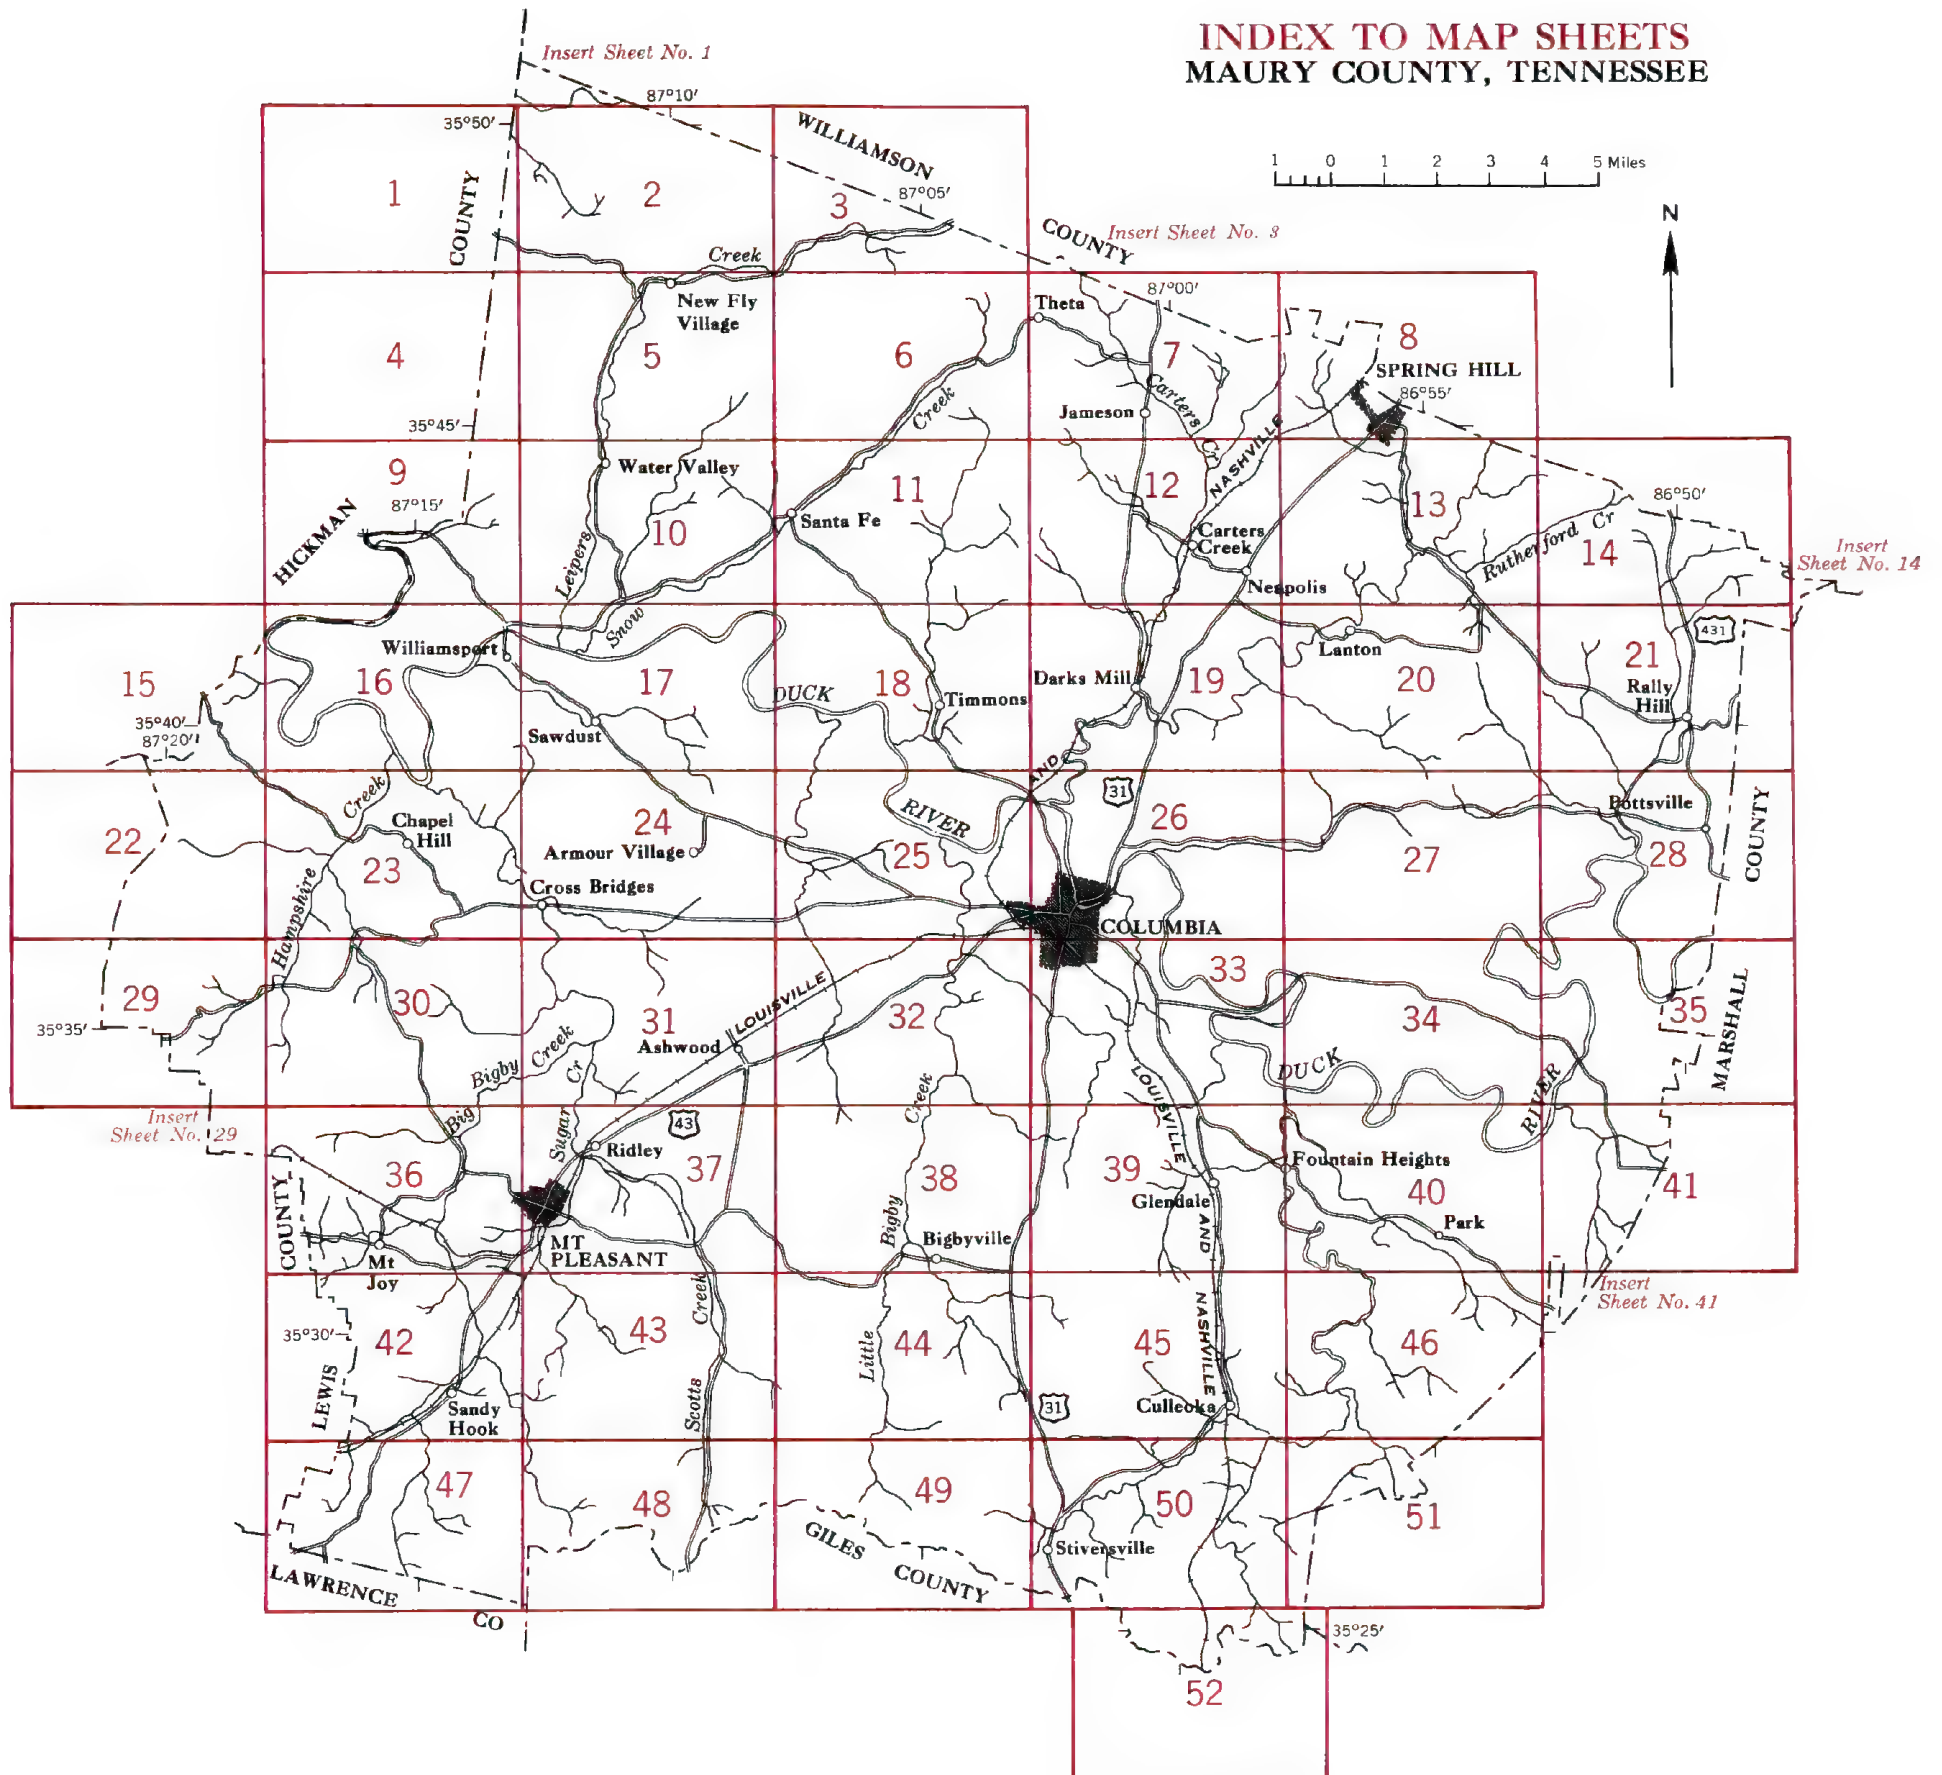 INDEX TO MAP SHEETS
MAURY COUNTY, TENNESSEE
1 0 1 2 3 4 5 Miles
N
Insert Sheet No. 1
87°10'
35°50'
WILLIAMSON
COUNTY
1
2
3
87°05'
COUNTY
Insert Sheet No. 3
Creek
New Fly
Village
Theta
87°00'
4
5
6
7
8
SPRING HILL
86°55'
Creek
Carters
Cr
Jameson
35°45'
NASHVILLE
9
Water Valley
87°15'
10
11
12
13
86°50'
Santa Fe
Carters
Creek
Rutherford Cr
14
Insert
Sheet No. 14
HICKMAN
Leipers
Neapolis
Snow
Williamsport
Lanton
431
15
16
17
DUCK
18
Timmons
Darks Mill
19
20
21
Rally
Hill
35°40'
87°20'
Sawdust
AND
31
Creek
Chapel
Hill
22
23
24
Armour Village
RIVER
25
26
27
Pottsville
28
COUNTY
Hampshire
Cross Bridges
COLUMBIA
29
30
31
LOUISVILLE
32
33
34
35
35°35'
Ashwood
Bigby Creek
Big
Sugar
Cr
Creek
LOUISVILLE
DUCK
RIVER
MARSHALL
Insert
Sheet No. 29
43
Ridley
36
37
38
39
Fountain Heights
40
41
COUNTY
Glendale
Park
Bigby
Bigbyville
AND
MT
PLEASANT
Mt
Joy
Insert
Sheet No. 41
35°30'
42
43
Creek
44
45
NASHVILLE
46
Little
LEWIS
Sandy
Hook
Scotts
31
Culleoka
47
48
49
50
51
GILES
COUNTY
Stiversville
LAWRENCE
CO
35°25'
52